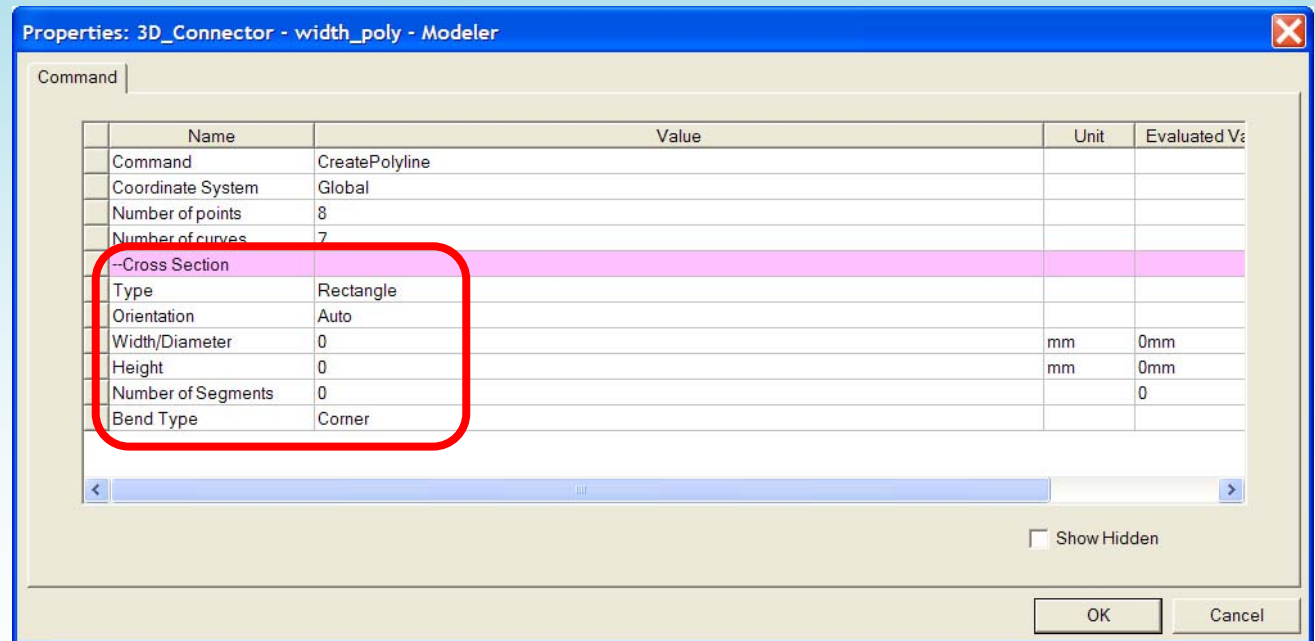 Properties: 3D_Connector - width_poly - Modeler
Command
Name Value Unit Evaluated Va
Command CreatePolyline
Coordinate System Global
Number of points 8
Number of curves 7
--Cross Section
Type Rectangle
Orientation Auto
Width/Diameter 0 mm 0mm
Height 0 mm 0mm
Number of Segments 0 0
Bend Type Corner
Show Hidden
OK Cancel